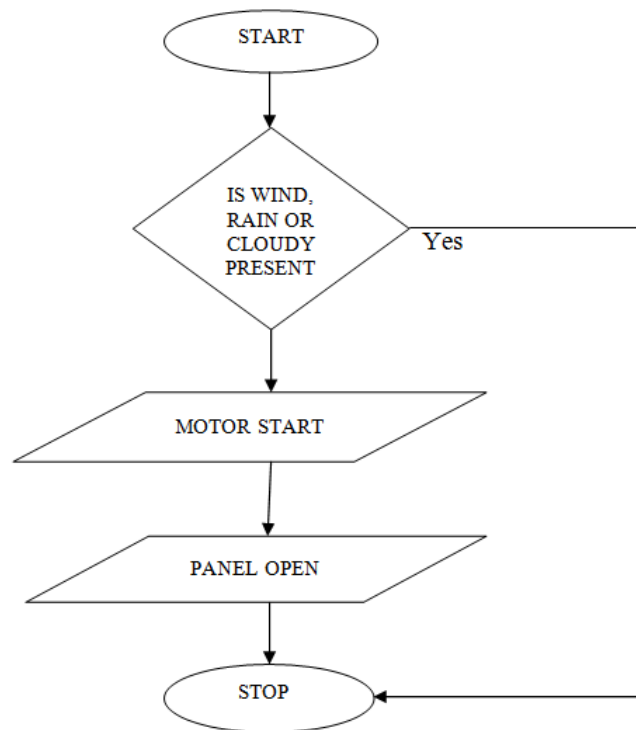 START
IS WIND,
RAIN OR
CLOUDY
PRESENT
Yes
MOTOR START
PANEL OPEN
STOP